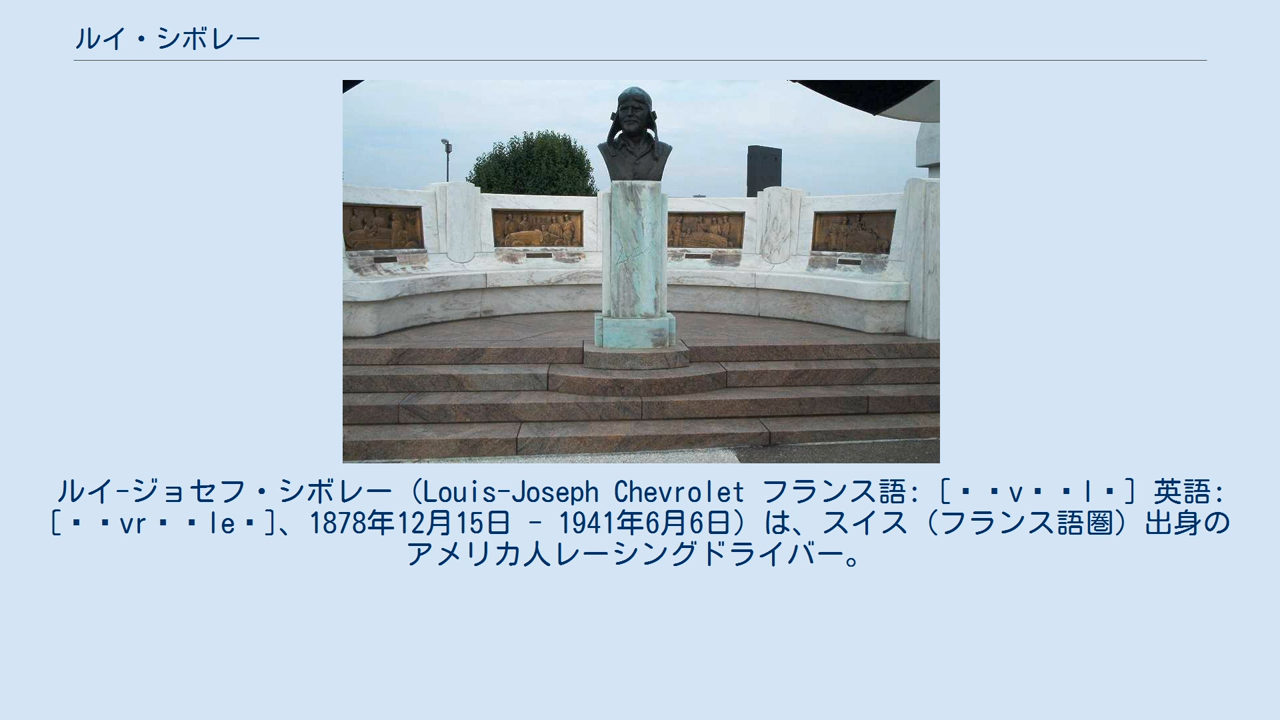 ルイ・シボレー
ルイ-ジョセフ・シボレー（Louis-Joseph Chevrolet フランス語: [・・v・・l・] 英語:
[・・vr・・le・]、1878年12月15日 - 1941年6月6日）は、スイス（フランス語圏）出身の
アメリカ人レーシングドライバー。